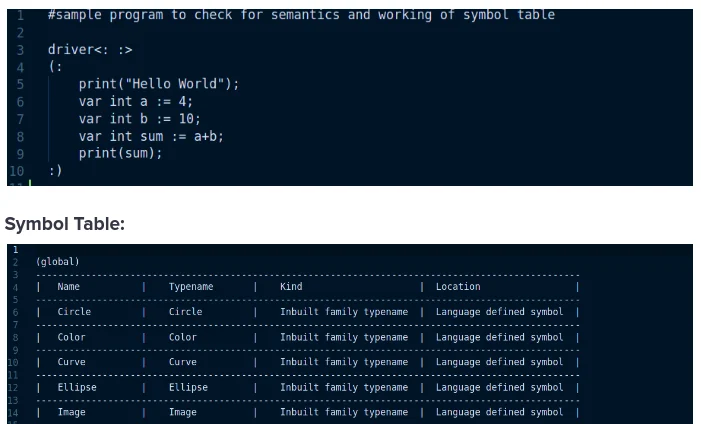 1 #sample program to check for semantics and working of symbol table
2
3 driver<: :>
4 (:
5 print("Hello World");
6 var int a := 4;
7 var int b := 10;
8 var int sum := a+b;
9 print(sum);
10 :)
Symbol Table:
1
2 (global)
3 --------------------------------------------------------------------------------
4 | Name | Typename | Kind | Location |
5 --------------------------------------------------------------------------------
6 | Circle | Circle | Inbuilt family typename | Language defined symbol |
7 --------------------------------------------------------------------------------
8 | Color | Color | Inbuilt family typename | Language defined symbol |
9 --------------------------------------------------------------------------------
10 | Curve | Curve | Inbuilt family typename | Language defined symbol |
11 --------------------------------------------------------------------------------
12 | Ellipse | Ellipse | Inbuilt family typename | Language defined symbol |
13 --------------------------------------------------------------------------------
14 | Image | Image | Inbuilt family typename | Language defined symbol |